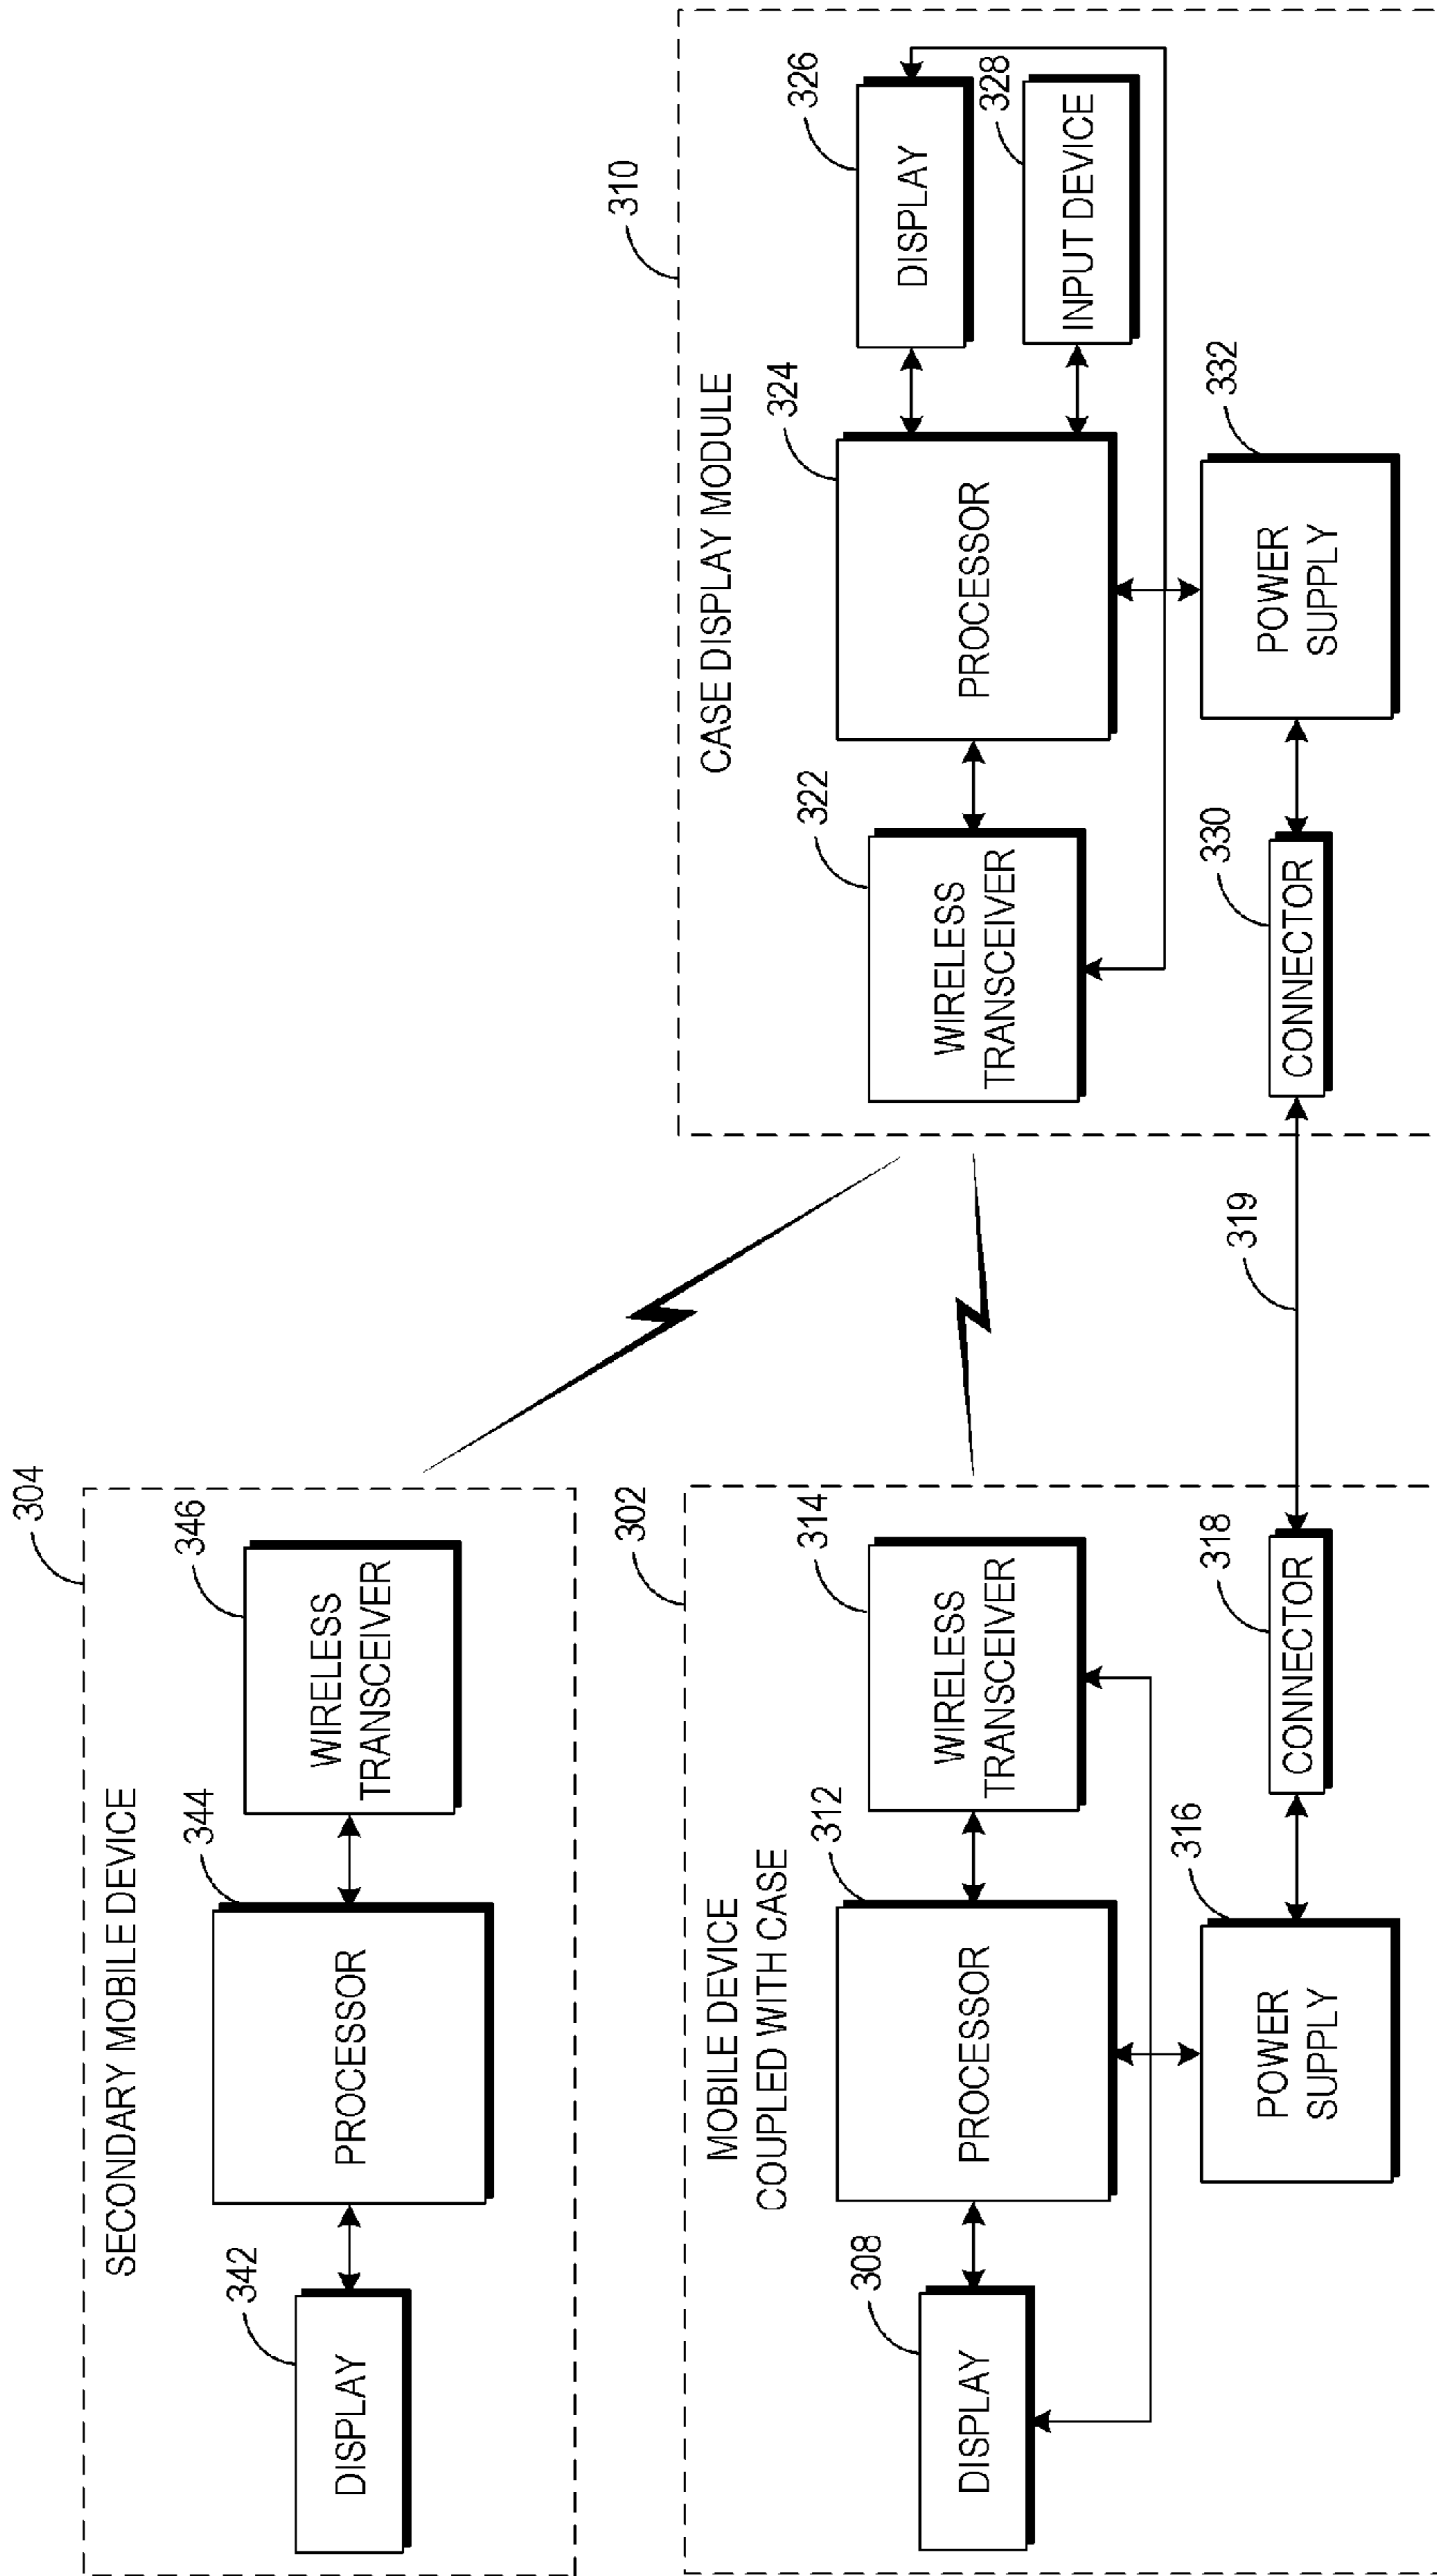 304
SECONDARY MOBILE DEVICE
342
344
346
DISPLAY
PROCESSOR
WIRELESS
TRANSCEIVER
302
MOBILE DEVICE
COUPLED WITH CASE
308
312
314
DISPLAY
PROCESSOR
WIRELESS
TRANSCEIVER
316
318
POWER
SUPPLY
CONNECTOR
319
310
CASE DISPLAY MODULE
322
324
326
WIRELESS
TRANSCEIVER
PROCESSOR
DISPLAY
328
INPUT DEVICE
330
332
CONNECTOR
POWER
SUPPLY